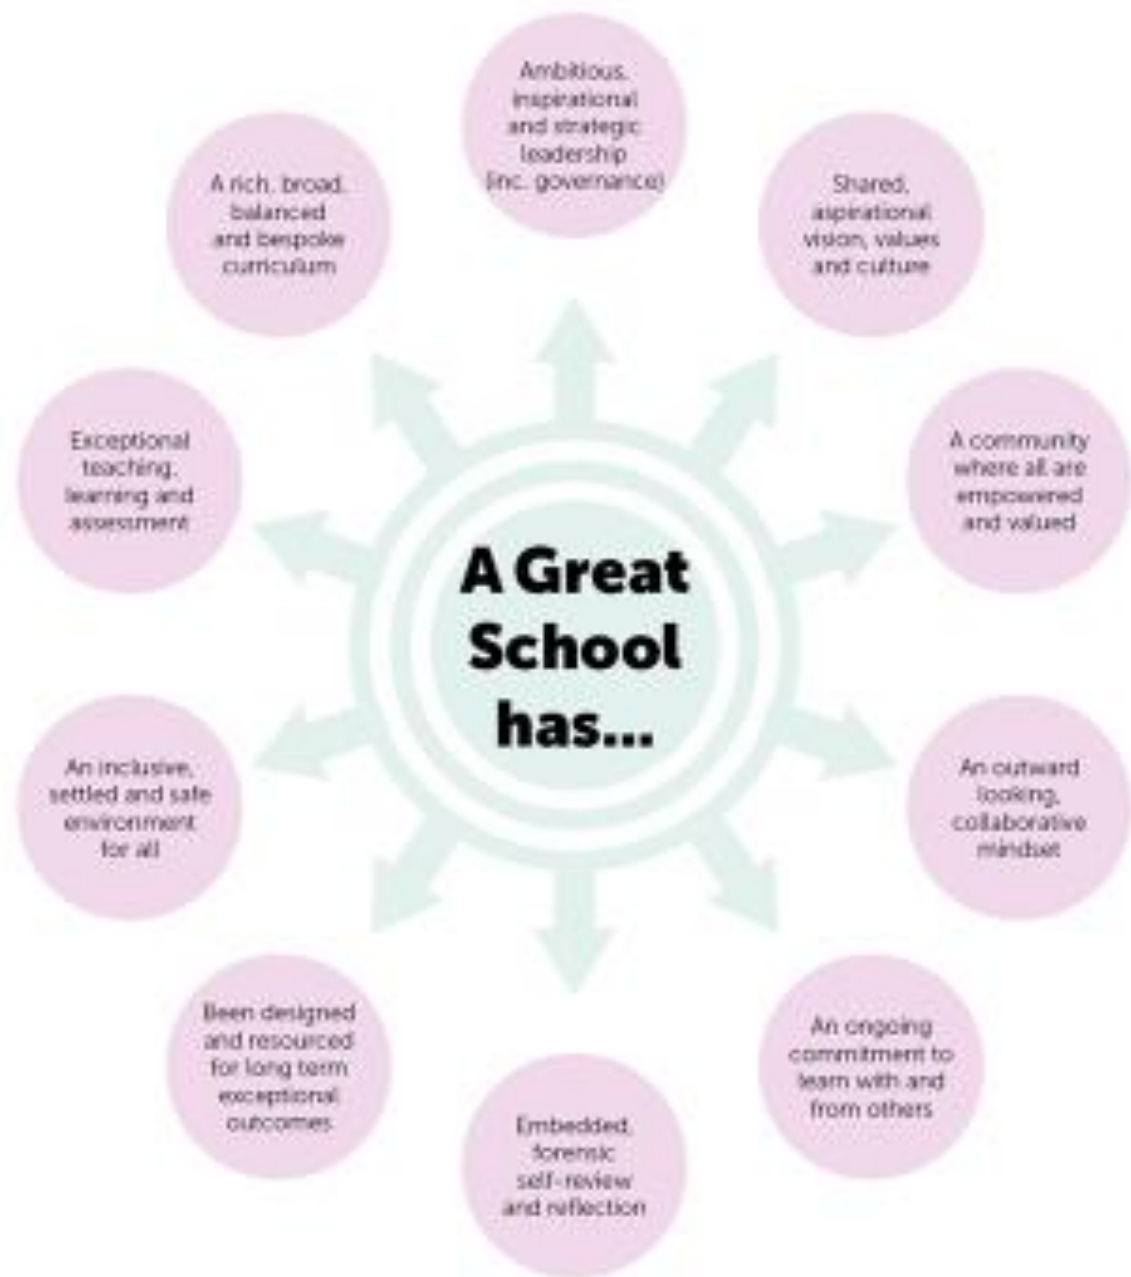 Ambitious,
inspirational
and strategic
leadership
(inc. governance)
Shared,
aspirational
vision, values
and culture
A community
where all are
empowered
and valued
An outward
looking,
collaborative
mindset
An ongoing
commitment to
learn with and
from others
Embedded,
forensic
self-review
and reflection
Been designed
and resourced
for long term
exceptional
outcomes
An inclusive,
settled and safe
environment
for all
Exceptional
teaching,
learning and
assessment
A rich, broad,
balanced
and bespoke
curriculum
A Great
School
has...